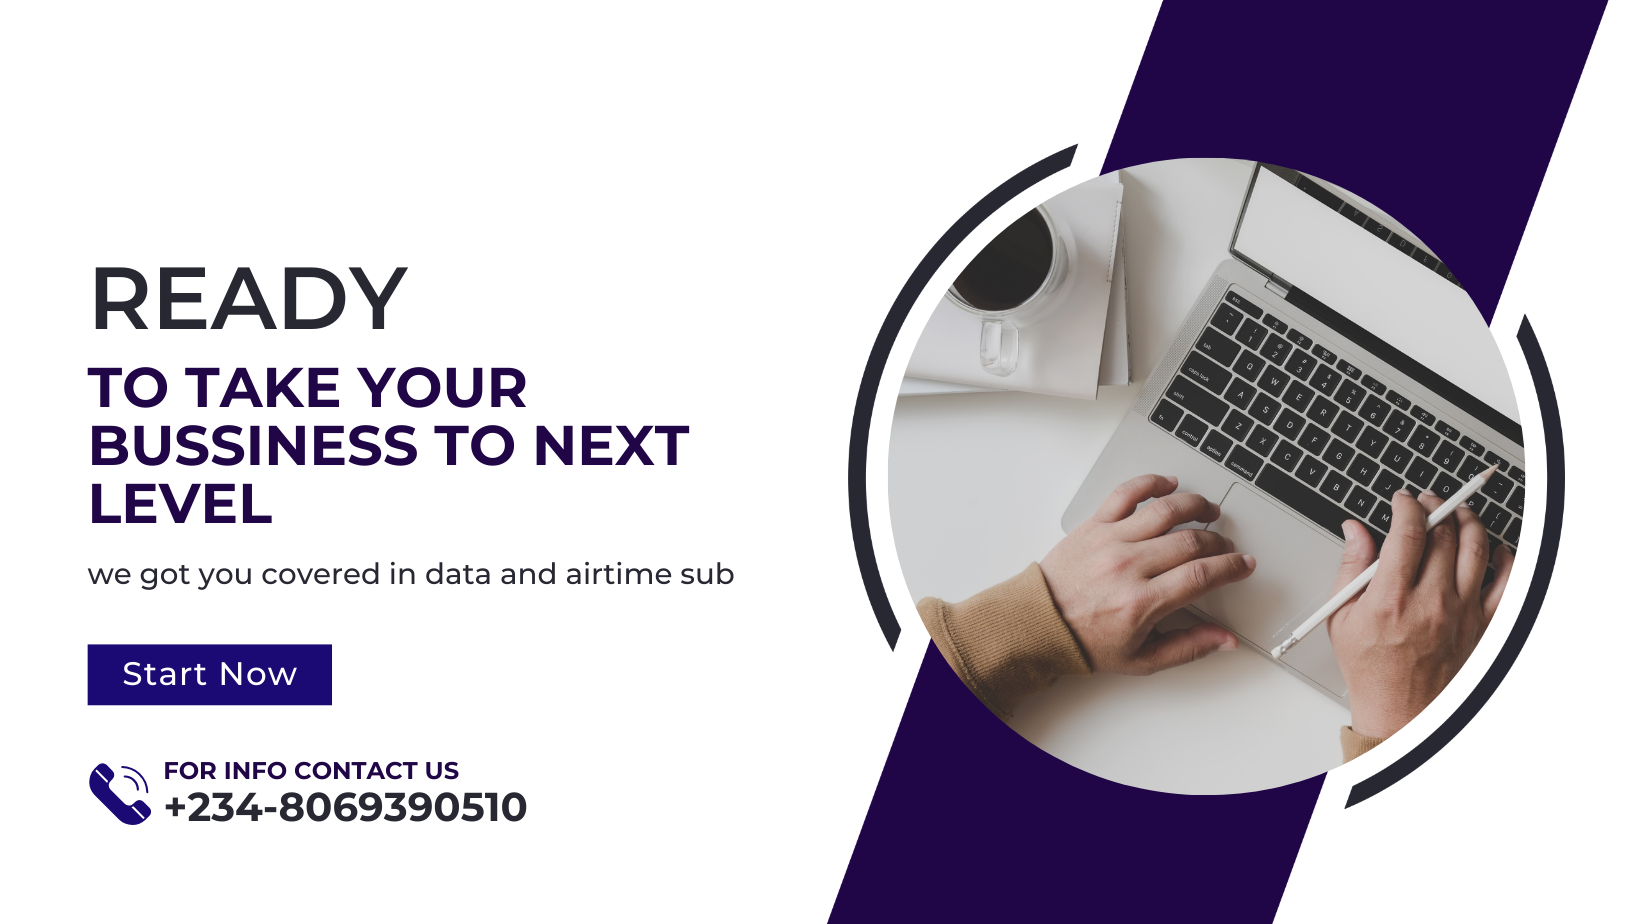 READY
TO TAKE YOUR
BUSSINESS TO NEXT
LEVEL
we got you covered in data and airtime sub
Start Now
FOR INFO CONTACT US
+234-8069390510